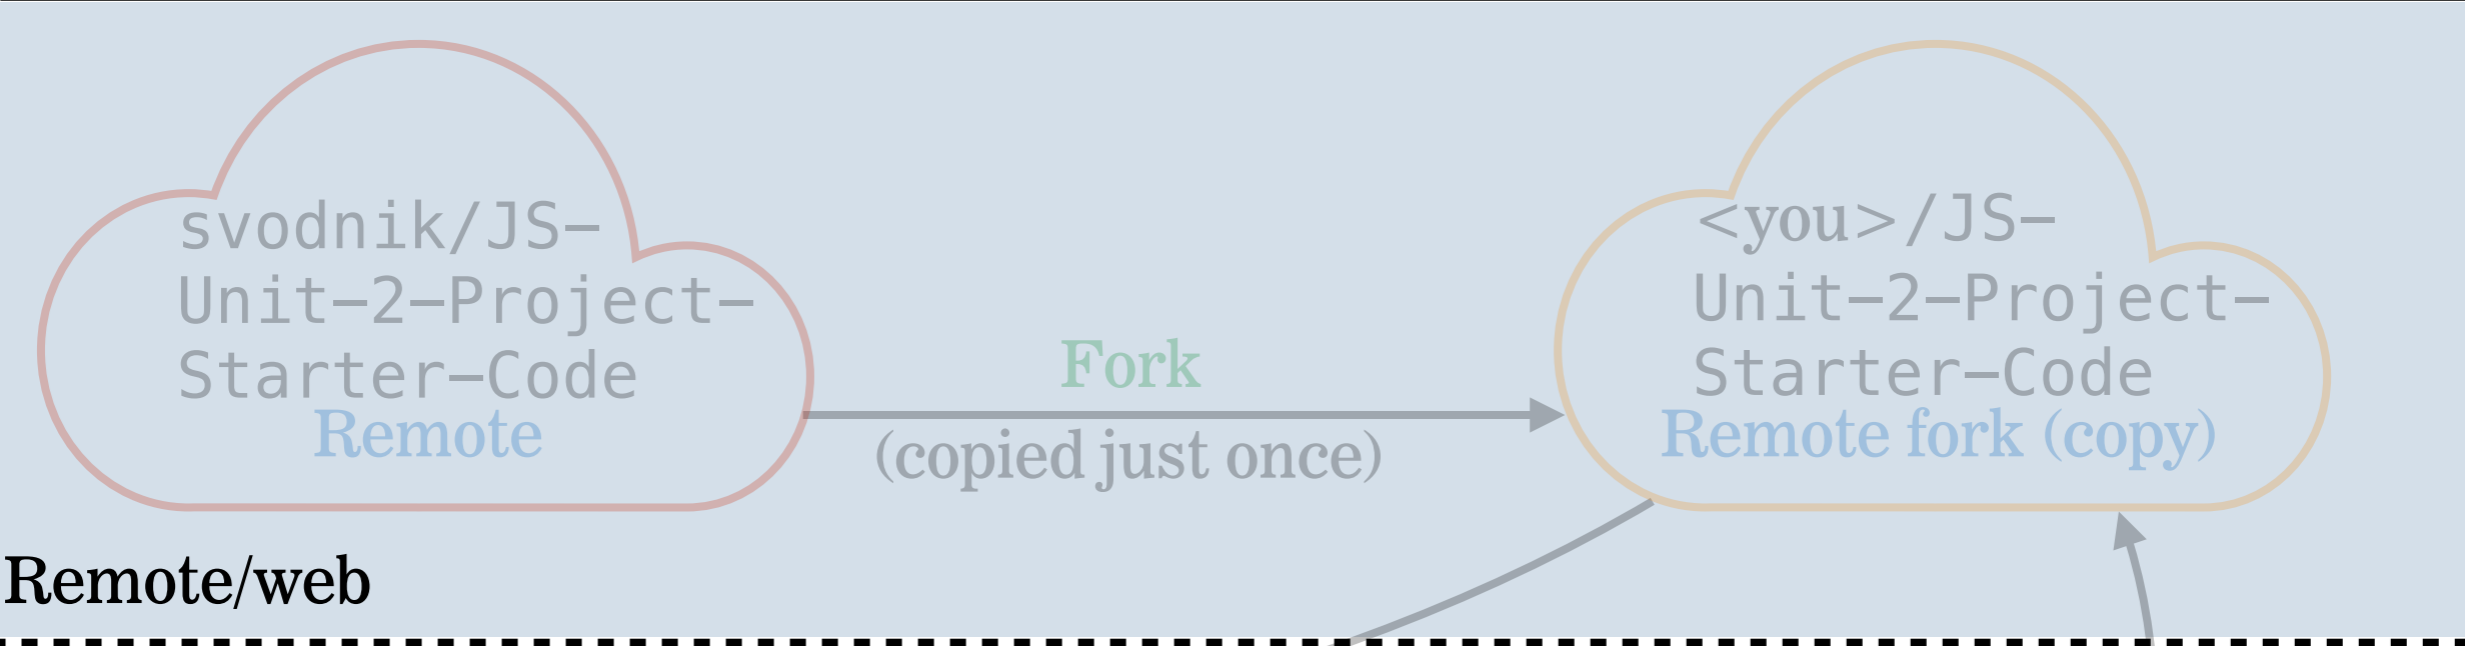 svodnik/JS-
Unit-2-Project-
Starter-Code
Remote
Fork
(copied just once)
<you>/JS-
Unit-2-Project-
Starter-Code
Remote fork (copy)
Remote/web